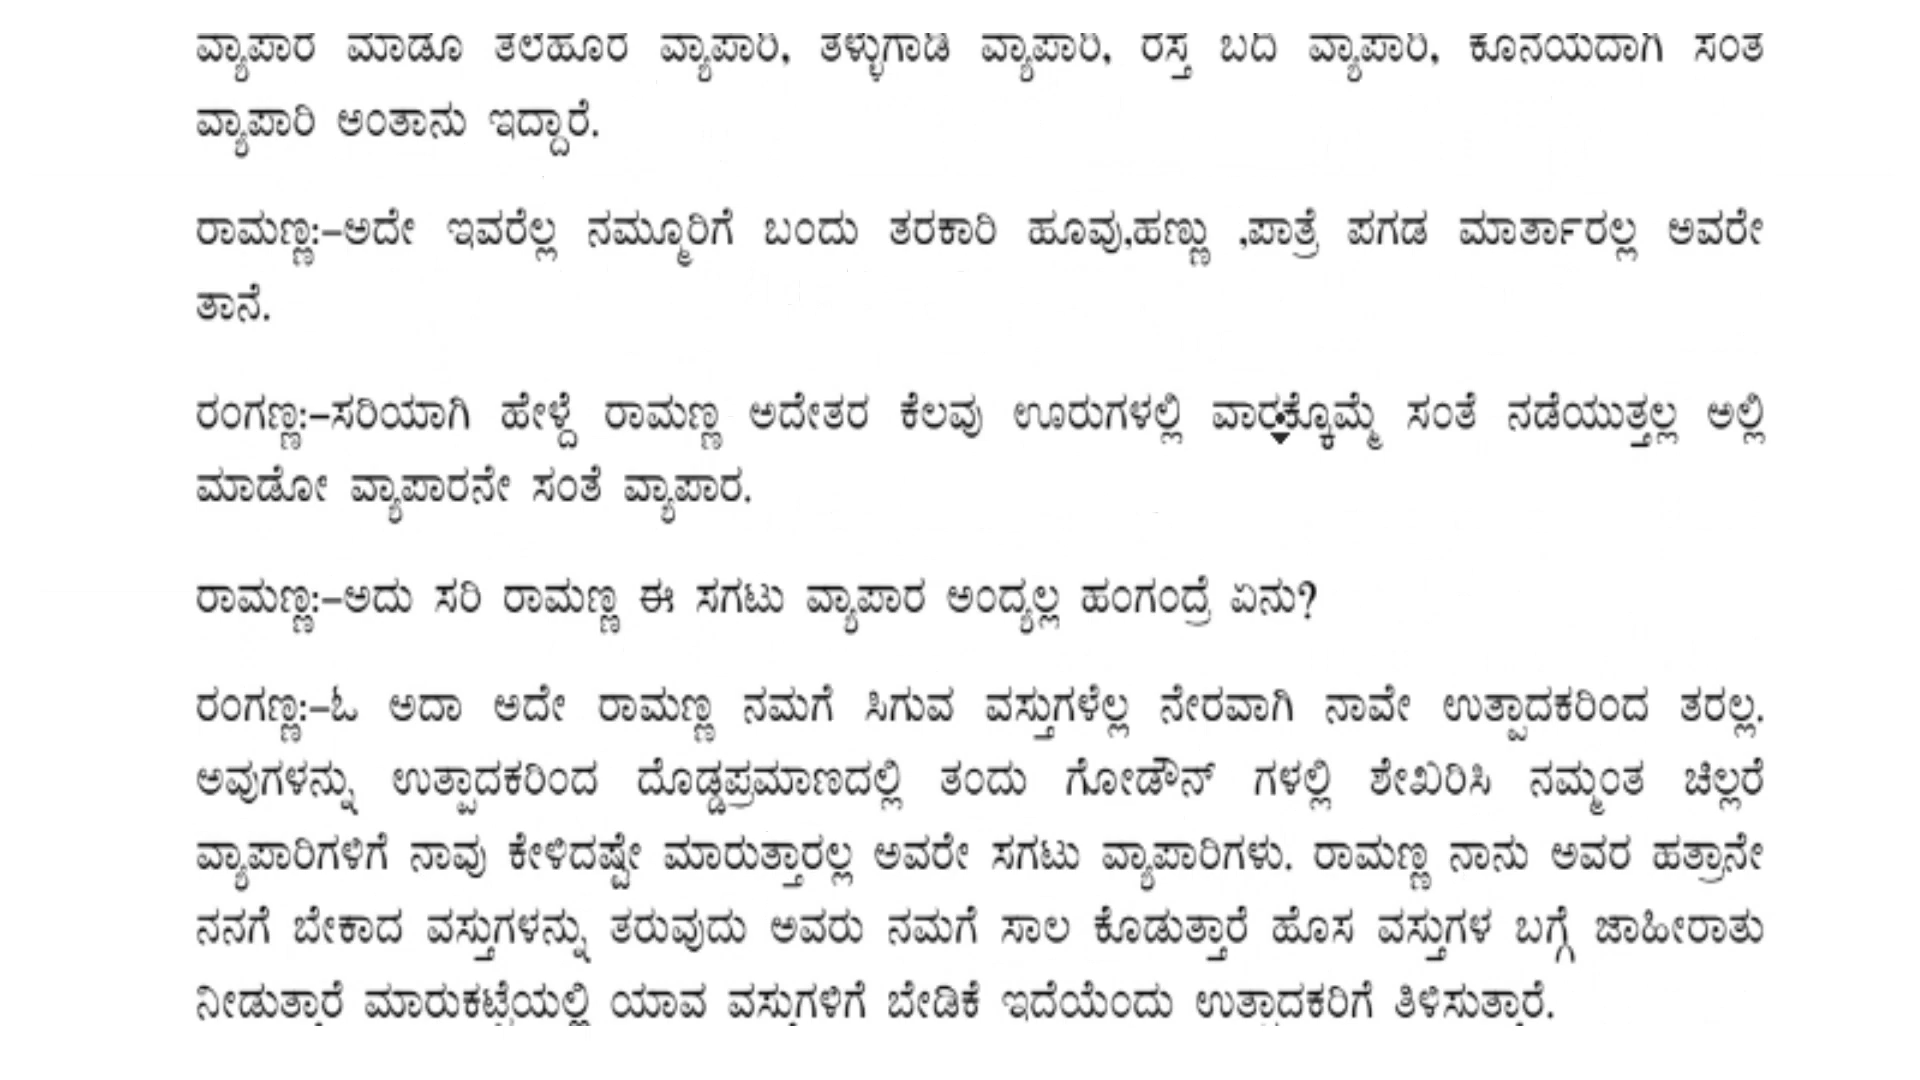 ವ್ಯಾಪಾರ ಮಾಡೂ ತಲೆಹೊರೆ ವ್ಯಾಪಾರಿ, ತಳ್ಳುಗಾಡಿ ವ್ಯಾಪಾರಿ, ರಸ್ತೆ ಬದಿ ವ್ಯಾಪಾರಿ, ಕೊನೆಯದಾಗಿ ಸಂತೆ
ವ್ಯಾಪಾರಿ ಅಂತಾನು ಇದ್ದಾರೆ.
ರಾಮಣ್ಣ:–ಅದೇ ಇವರೆಲ್ಲ ನಮ್ಮೂರಿಗೆ ಬಂದು ತರಕಾರಿ ಹೂವು,ಹಣ್ಣು ,ಪಾತ್ರೆ ಪಗಡ ಮಾರ್ತಾರಲ್ಲ ಅವರೇ
ತಾನೆ.
ರಂಗಣ್ಣ:–ಸರಿಯಾಗಿ ಹೇಳ್ದೆ ರಾಮಣ್ಣ ಅದೇತರ ಕೆಲವು ಊರುಗಳಲ್ಲಿ ವಾರಕ್ಕೊಮ್ಮೆ ಸಂತೆ ನಡೆಯುತ್ತಲ್ಲ ಅಲ್ಲಿ
ಮಾಡೋ ವ್ಯಾಪಾರನೇ ಸಂತೆ ವ್ಯಾಪಾರ.
ರಾಮಣ್ಣ:–ಅದು ಸರಿ ರಾಮಣ್ಣ ಈ ಸಗಟು ವ್ಯಾಪಾರ ಅಂದ್ಯಲ್ಲ ಹಂಗಂದ್ರೆ ಏನು?
ರಂಗಣ್ಣ:–ಓ ಅದಾ ಅದೇ ರಾಮಣ್ಣ ನಮಗೆ ಸಿಗುವ ವಸ್ತುಗಳೆಲ್ಲ ನೇರವಾಗಿ ನಾವೇ ಉತ್ಪಾದಕರಿಂದ ತರಲ್ಲ.
ಅವುಗಳನ್ನು ಉತ್ಪಾದಕರಿಂದ ದೊಡ್ಡಪ್ರಮಾಣದಲ್ಲಿ ತಂದು ಗೋಡೌನ್ ಗಳಲ್ಲಿ ಶೇಖರಿಸಿ ನಮ್ಮಂತ ಚಿಲ್ಲರೆ
ವ್ಯಾಪಾರಿಗಳಿಗೆ ನಾವು ಕೇಳಿದಷ್ಟೇ ಮಾರುತ್ತಾರಲ್ಲ ಅವರೇ ಸಗಟು ವ್ಯಾಪಾರಿಗಳು. ರಾಮಣ್ಣ ನಾನು ಅವರ ಹತ್ರಾನೇ
ನನಗೆ ಬೇಕಾದ ವಸ್ತುಗಳನ್ನು ತರುವುದು ಅವರು ನಮಗೆ ಸಾಲ ಕೊಡುತ್ತಾರೆ ಹೊಸ ವಸ್ತುಗಳ ಬಗ್ಗೆ ಜಾಹೀರಾತು
ನೀಡುತ್ತಾರೆ ಮಾರುಕಟ್ಟೆಯಲ್ಲಿ ಯಾವ ವಸ್ತುಗಳಿಗೆ ಬೇಡಿಕೆ ಇದೆಯೆಂದು ಉತ್ಪಾದಕರಿಗೆ ತಿಳಿಸುತ್ತಾರೆ.